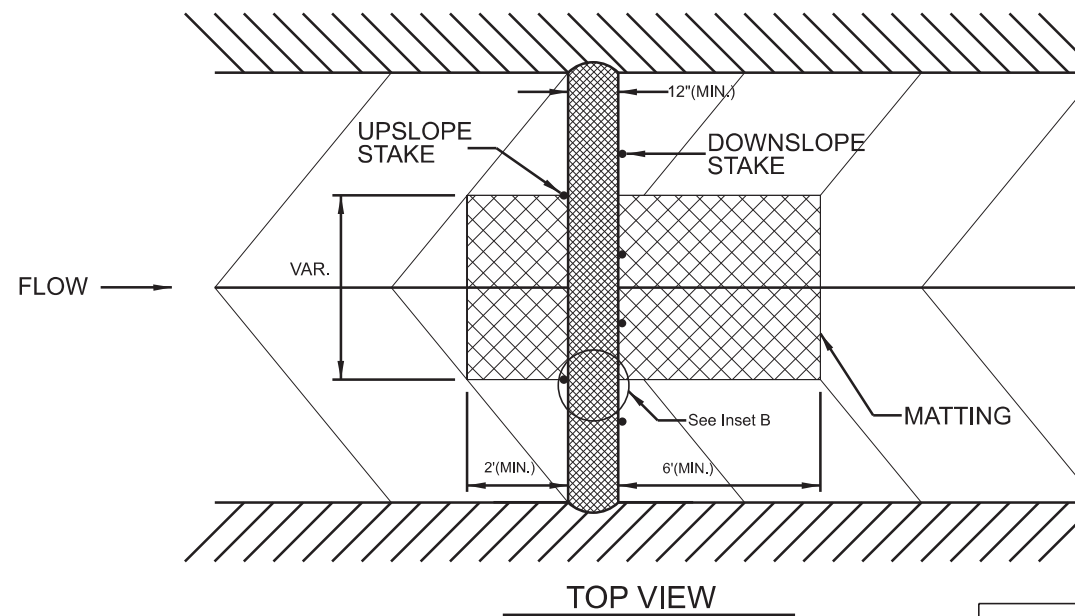 12"(MIN.)
UPSLOPE
STAKE
DOWNSLOPE
STAKE
VAR.
FLOW
See Inset B
MATTING
2'(MIN.)
6'(MIN.)
TOP VIEW